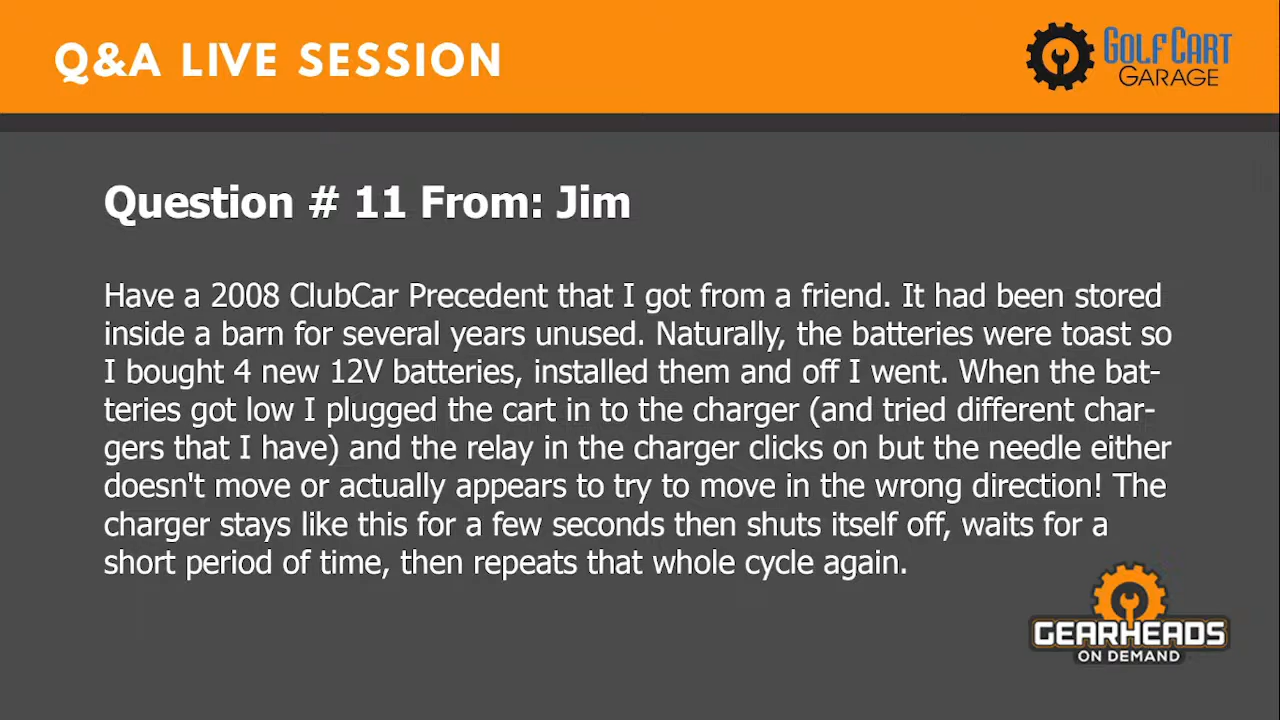 Q&A LIVE SESSION
GOLF CART
GARAGE
Question # 11 From: Jim
Have a 2008 ClubCar Precedent that I got from a friend. It had been stored
inside a barn for several years unused. Naturally, the batteries were toast so
I bought 4 new 12V batteries, installed them and off I went. When the bat-
teries got low I plugged the cart in to the charger (and tried different char-
gers that I have) and the relay in the charger clicks on but the needle either
doesn't move or actually appears to try to move in the wrong direction! The
charger stays like this for a few seconds then shuts itself off, waits for a
short period of time, then repeats that whole cycle again.
GEARHEADS
ON DEMAND